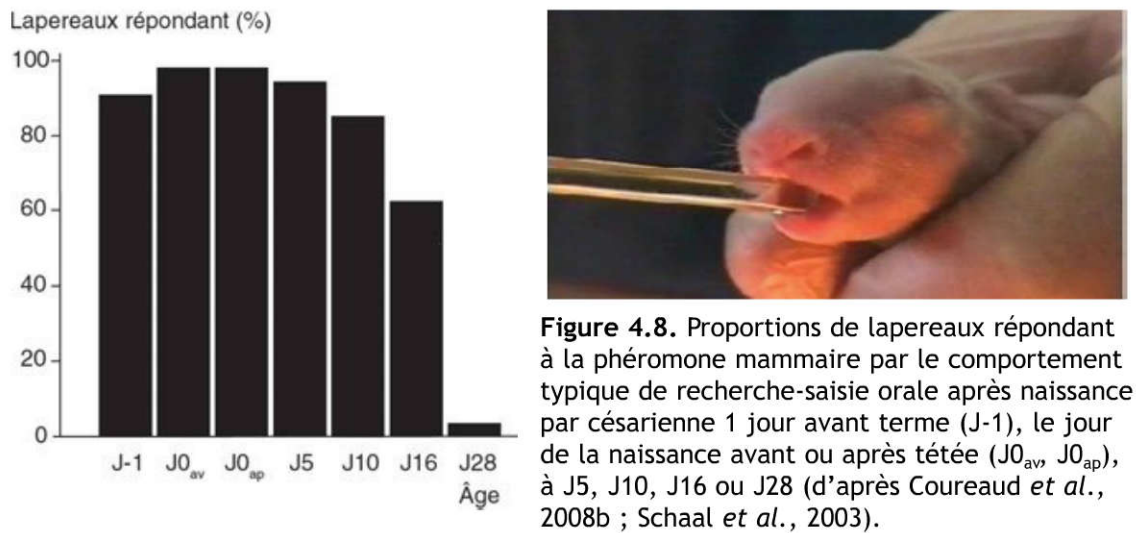 Lapereaux répondant (%)
100
80
60
40
20
0
J-1 J0av J0ap J5 J10 J16 J28
Âge
Figure 4.8. Proportions de lapereaux répondant
à la phéromone mammaire par le comportement
typique de recherche-saisie orale après naissance
par césarienne 1 jour avant terme (J-1), le jour
de la naissance avant ou après tétée (J0av, J0ap),
à J5, J10, J16 ou J28 (d’après Coureaud et al.,
2008b ; Schaal et al., 2003).